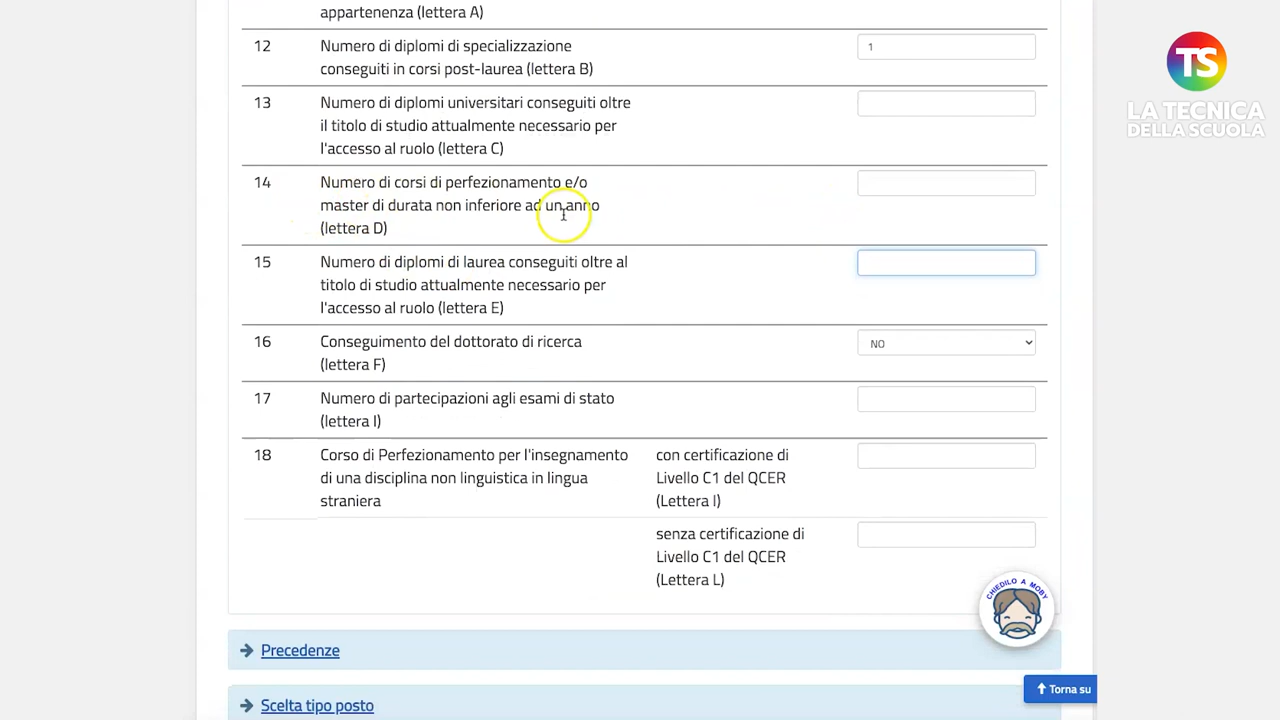 appartenenza (lettera A)
12 Numero di diplomi di specializzazione 1
conseguiti in corsi post-laurea (lettera B)
13 Numero di diplomi universitari conseguiti oltre
il titolo di studio attualmente necessario per
l'accesso al ruolo (lettera C)
14 Numero di corsi di perfezionamento e/o
master di durata non inferiore ad un anno
(lettera D)
15 Numero di diplomi di laurea conseguiti oltre al
titolo di studio attualmente necessario per
l'accesso al ruolo (lettera E)
16 Conseguimento del dottorato di ricerca NO
(lettera F)
17 Numero di partecipazioni agli esami di stato
(lettera I)
18 Corso di Perfezionamento per l'insegnamento con certificazione di
di una disciplina non linguistica in lingua Livello C1 del QCER
straniera (Lettera I)
senza certificazione di
Livello C1 del QCER
(Lettera L)
CHIEDILO A MOBY
Precedenze
Torna su
Scelta tipo posto
TS
LA TECNICA
DELLA SCUOLA